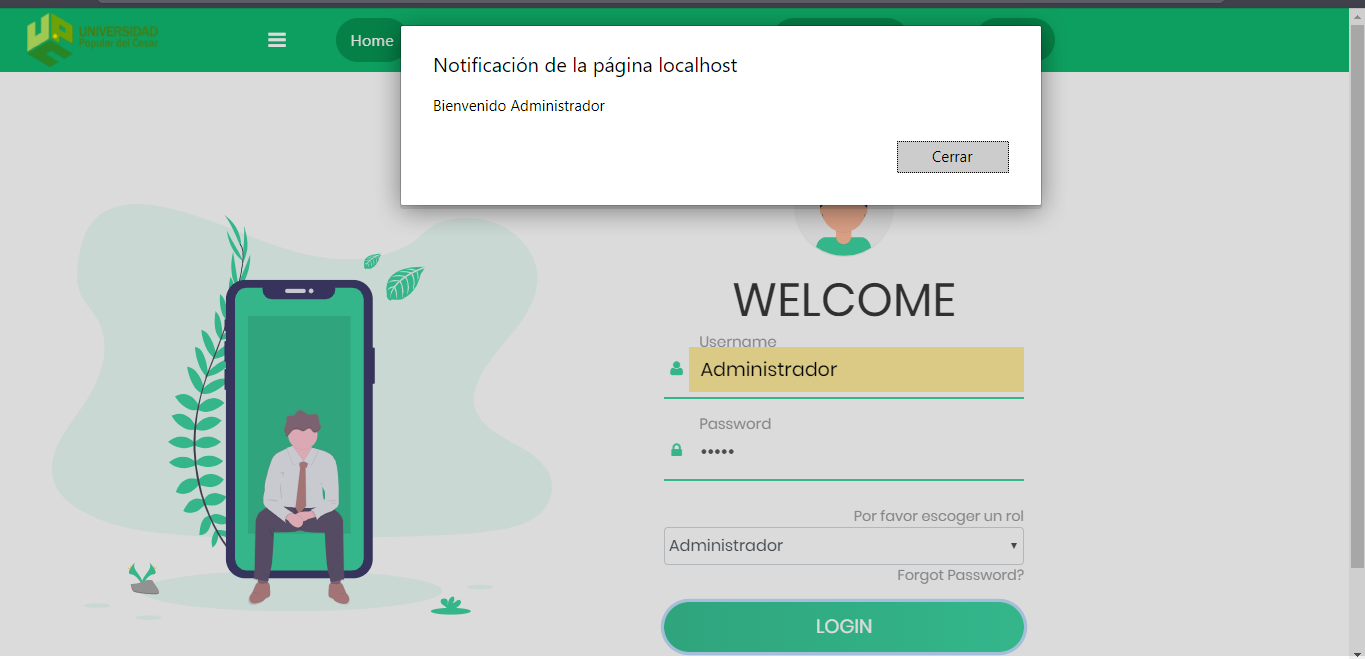 UNIVERSIDAD
Popular del Cesar
Home
Notificación de la página localhost
Bienvenido Administrador
Cerrar
WELCOME
Username
Administrador
Password
•••••
Por favor escoger un rol
Administrador
Forgot Password?
LOGIN